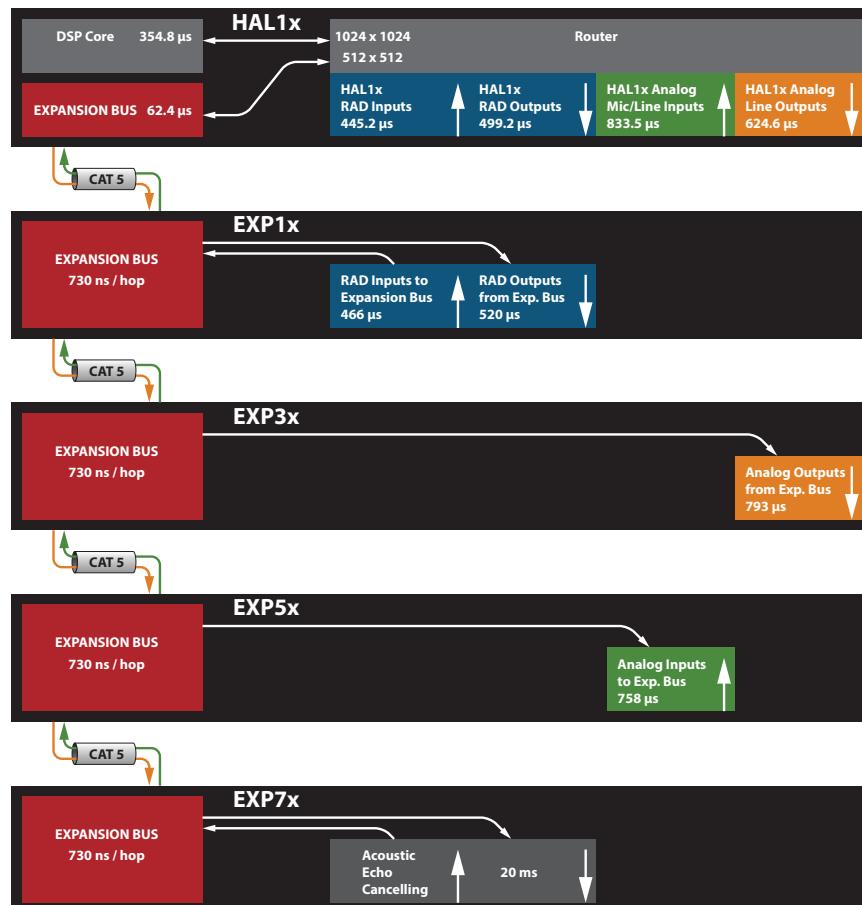 HAL1x
DSP Core 354.8 µs
1024 x 1024
Router
512 x 512
EXPANSION BUS 62.4 µs
HAL1x
RAD Inputs
445.2 µs
HAL1x
RAD Outputs
499.2 µs
HAL1x Analog
Mic/Line Inputs
833.5 µs
HAL1x Analog
Line Outputs
624.6 µs
CAT 5
EXP1x
EXPANSION BUS
730 ns / hop
RAD Inputs to
Expansion Bus
466 µs
RAD Outputs
from Exp. Bus
520 µs
CAT 5
EXP3x
EXPANSION BUS
730 ns / hop
Analog Outputs
from Exp. Bus
793 µs
CAT 5
EXP5x
EXPANSION BUS
730 ns / hop
Analog Inputs
to Exp. Bus
758 µs
CAT 5
EXP7x
EXPANSION BUS
730 ns / hop
Acoustic
Echo
Cancelling
20 ms